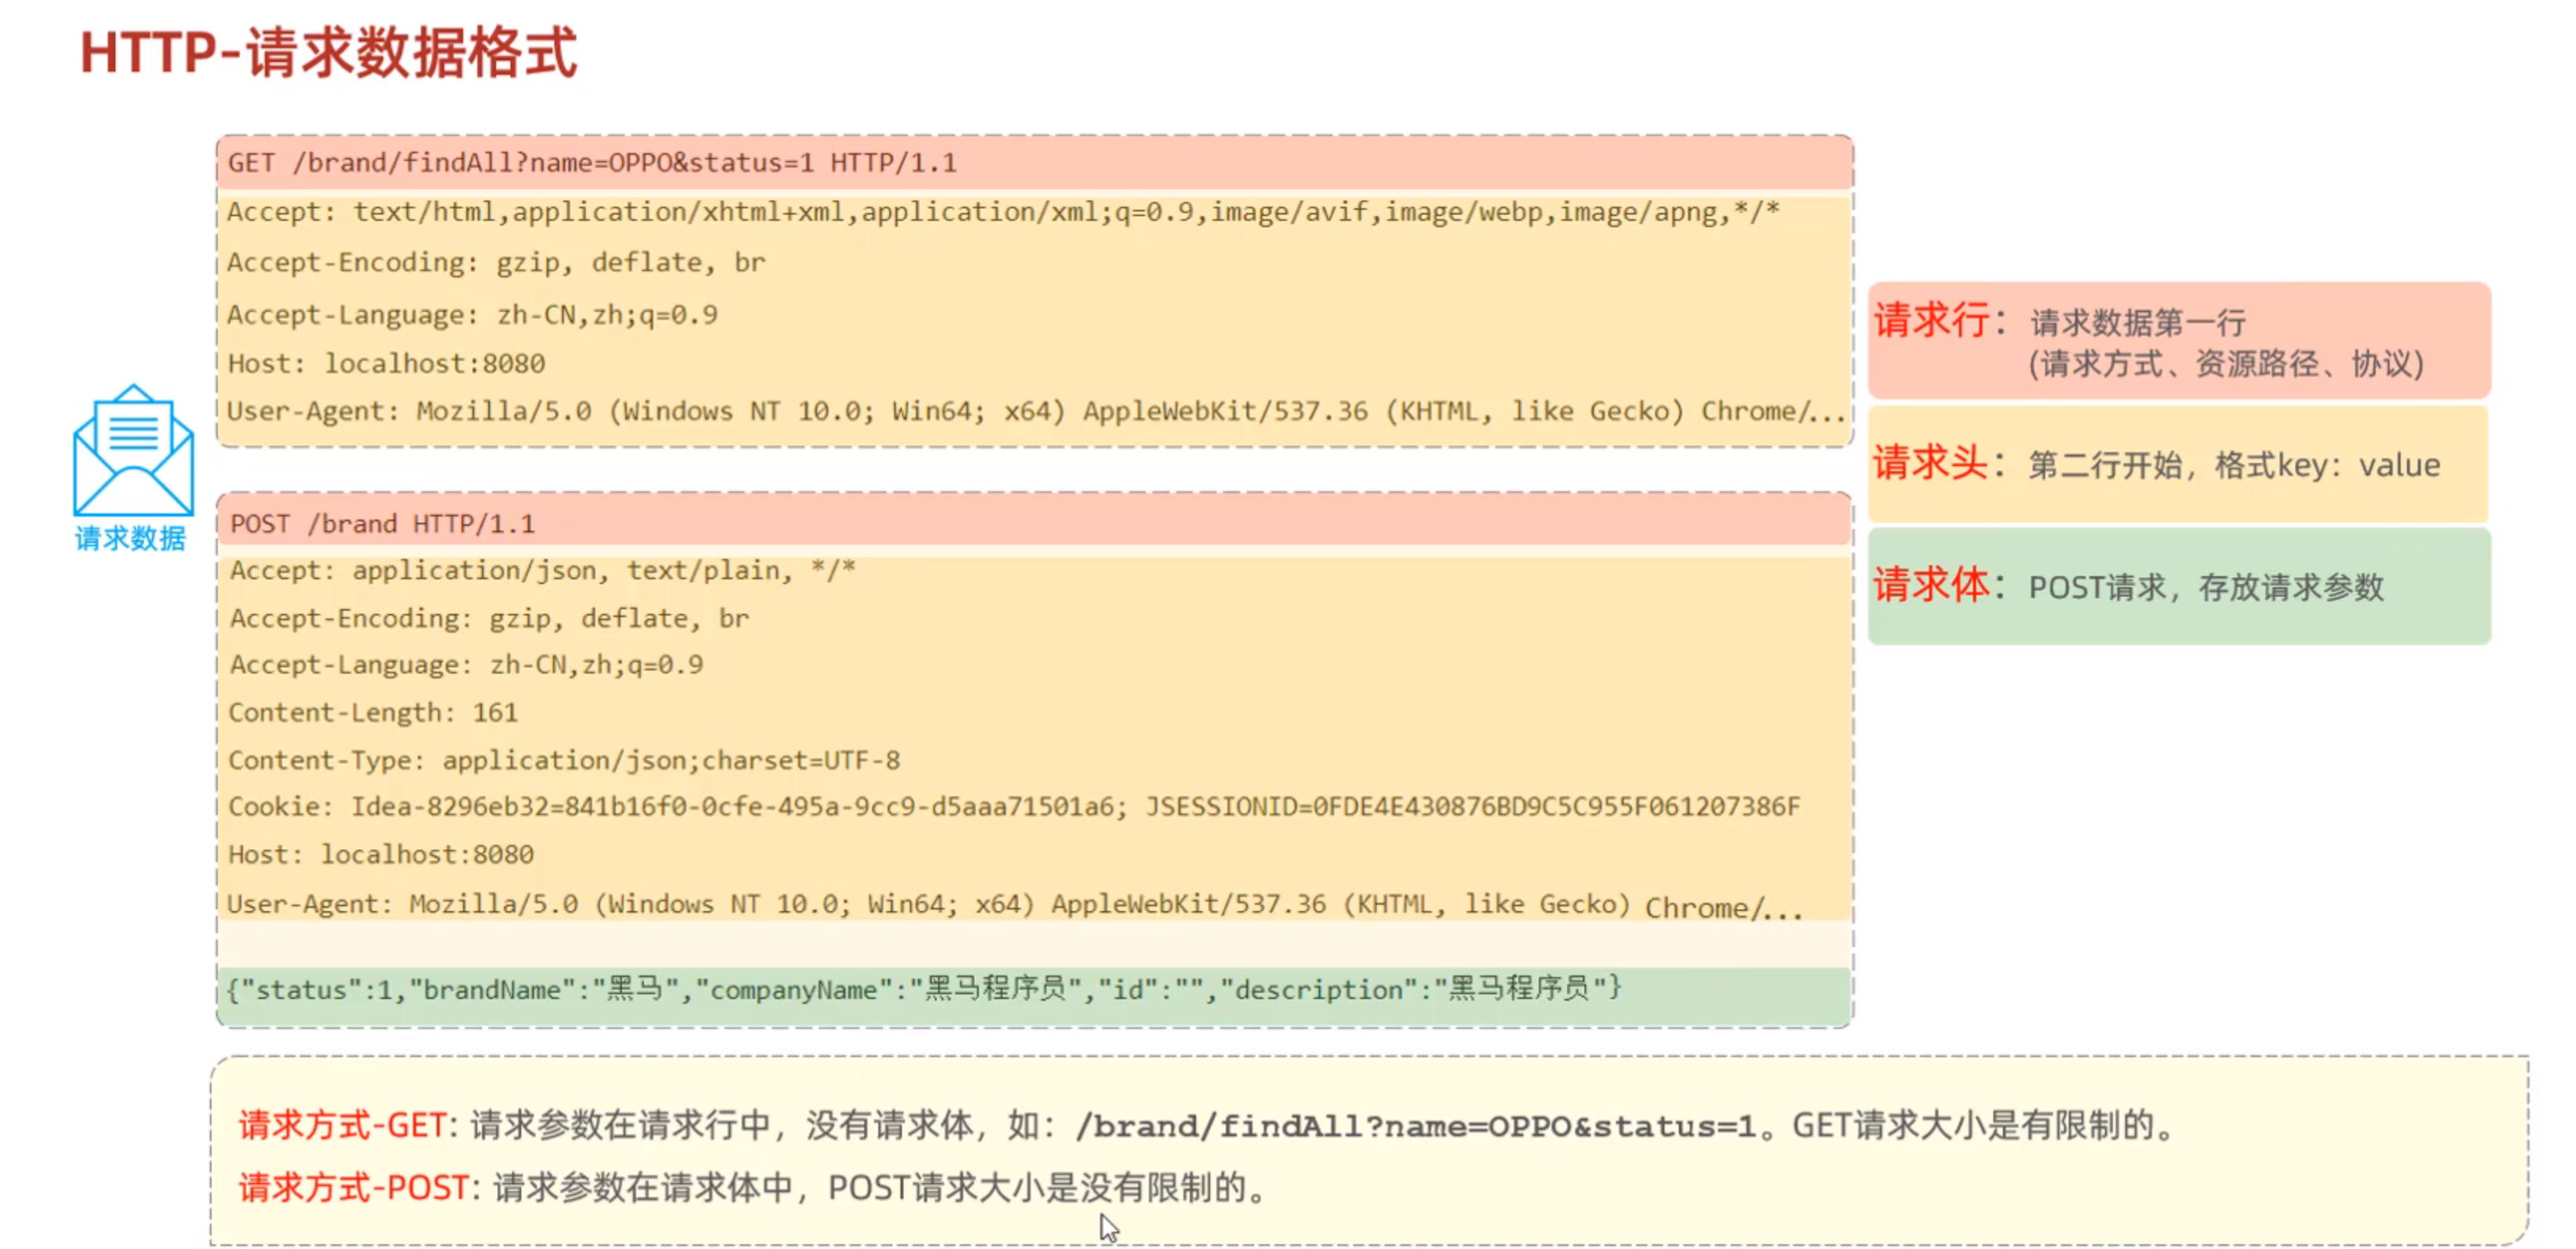 HTTP-请求数据格式
GET /brand/findAll?name=OPPO&status=1 HTTP/1.1
Accept: text/html,application/xhtml+xml,application/xml;q=0.9,image/avif,image/webp,image/apng,*/*
Accept-Encoding: gzip, deflate, br
Accept-Language: zh-CN,zh;q=0.9
Host: localhost:8080
User-Agent: Mozilla/5.0 (Windows NT 10.0; Win64; x64) AppleWebKit/537.36 (KHTML, like Gecko) Chrome/...
请求数据
POST /brand HTTP/1.1
Accept: application/json, text/plain, */*
Accept-Encoding: gzip, deflate, br
Accept-Language: zh-CN,zh;q=0.9
Content-Length: 161
Content-Type: application/json;charset=UTF-8
Cookie: Idea-8296eb32=841b16f0-0cfe-495a-9cc9-d5aaa71501a6; JSESSIONID=0FDE4E430876BD9C5C955F061207386F
Host: localhost:8080
User-Agent: Mozilla/5.0 (Windows NT 10.0; Win64; x64) AppleWebKit/537.36 (KHTML, like Gecko) Chrome/...
{"status":1,"brandName":"黑马","companyName":"黑马程序员","id":"","description":"黑马程序员"}
请求行：请求数据第一行
(请求方式、资源路径、协议)
请求头：第二行开始，格式key：value
请求体：POST请求，存放请求参数
请求方式-GET: 请求参数在请求行中，没有请求体，如：/brand/findAll?name=OPPO&status=1。GET请求大小是有限制的。
请求方式-POST: 请求参数在请求体中，POST请求大小是没有限制的。